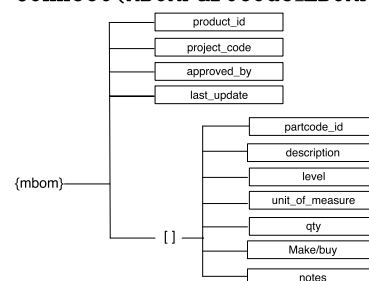 product_id
project_code
approved_by
last_update
{mbom}
[ ]
partcode_id
description
level
unit_of_measure
qty
Make/buy
notes